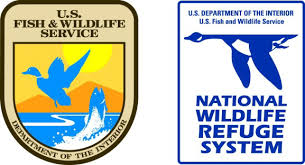 U.S.
FISH & WILDLIFE
SERVICE
DEPARTMENT OF THE INTERIOR
U.S. DEPARTMENT OF THE INTERIOR
U.S. Fish and Wildlife Service
NATIONAL
WILDLIFE
REFUGE
SYSTEM